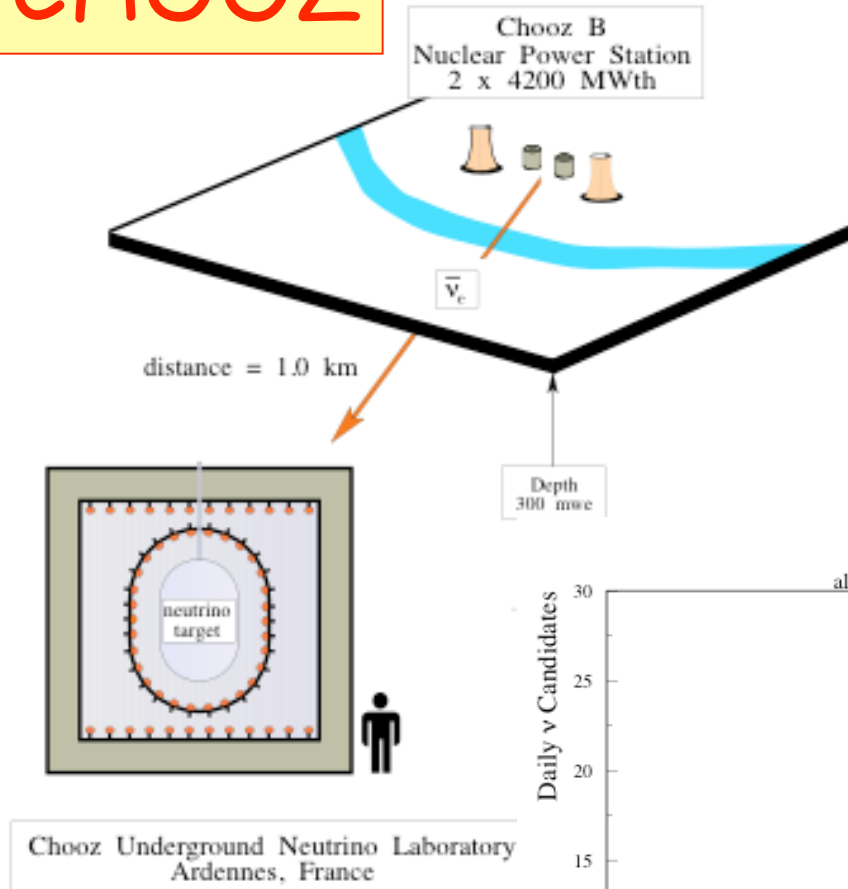 CHOOZ
Chooz B
Nuclear Power Station
2 x 4200 MWth
ν̅e
distance = 1.0 km
Depth
300 mwe
neutrino
target
Chooz Underground Neutrino Laboratory
Ardennes, France
al
Daily ν Candidates
30
25
20
15